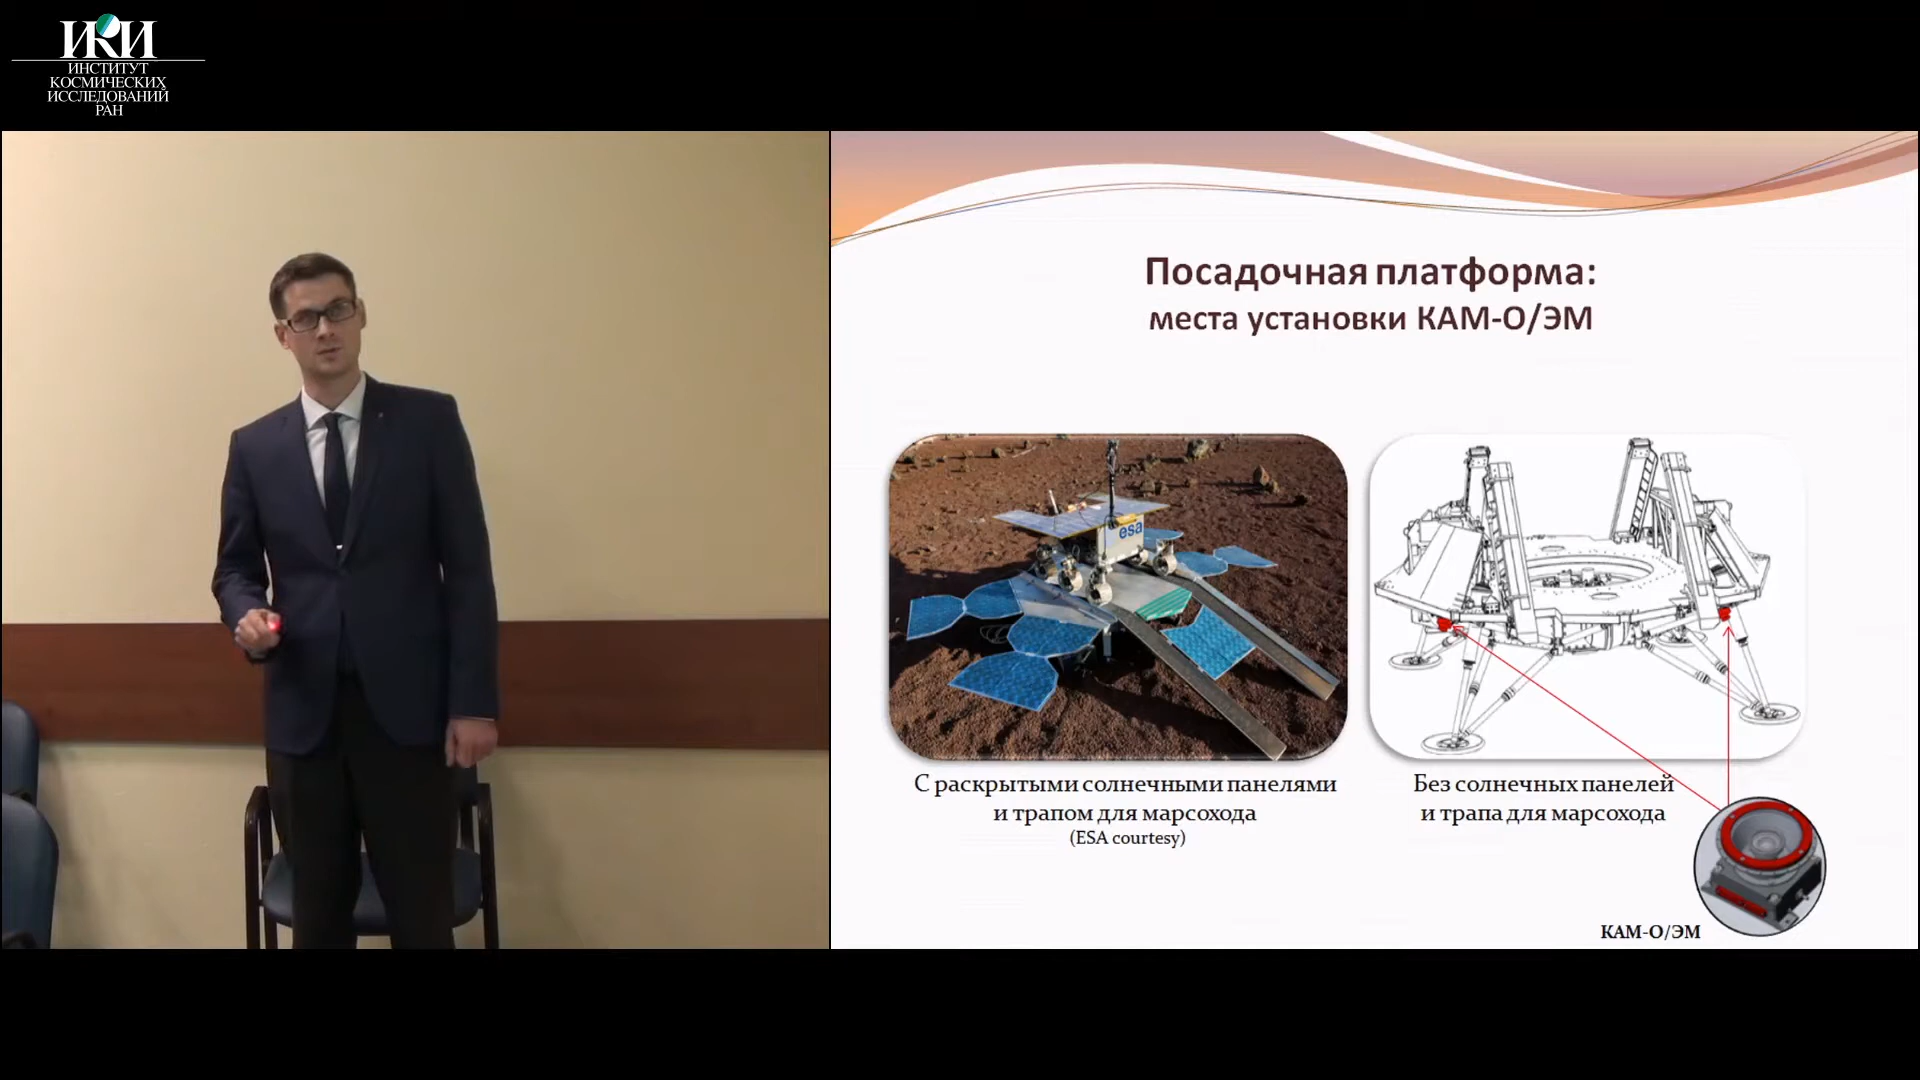 ИКИ
ИНСТИТУТ
КОСМИЧЕСКИХ
ИССЛЕДОВАНИЙ
РАН
Посадочная платформа:
места установки КАМ-О/ЭМ
esa
С раскрытыми солнечными панелями
и трапом для марсохода
(ESA courtesy)
Без солнечных панелей
и трапа для марсохода
КАМ-О/ЭМ